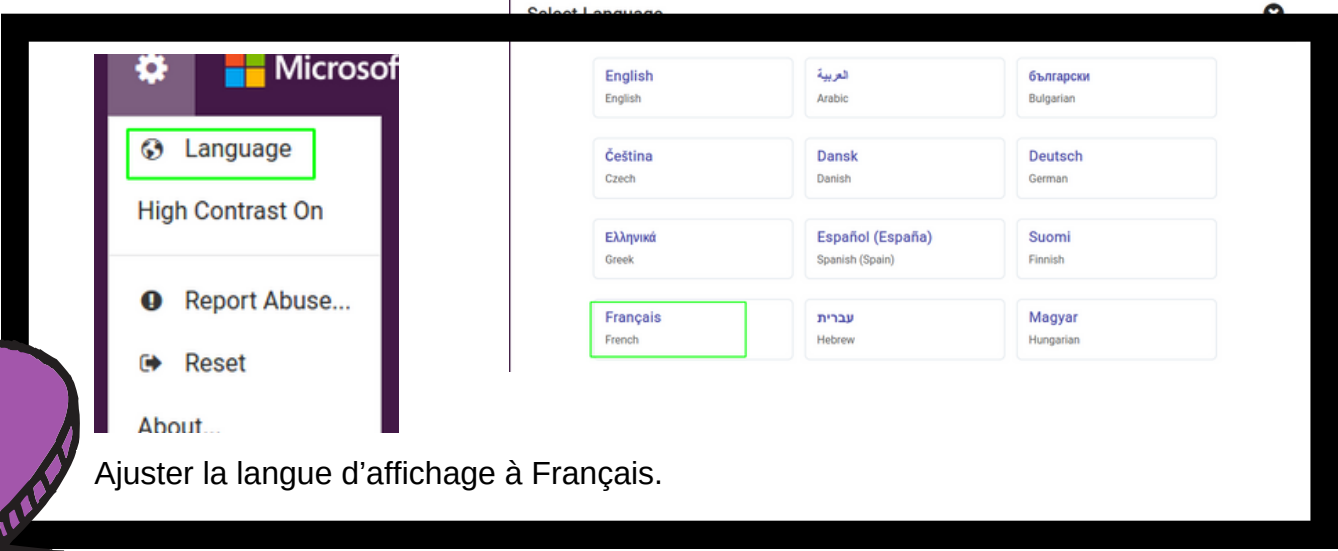 Select Language
Microsof
Language
High Contrast On
Report Abuse...
Reset
About...
English
English
العربية
Arabic
български
Bulgarian
Čeština
Czech
Dansk
Danish
Deutsch
German
Ελληνικά
Greek
Español (España)
Spanish (Spain)
Suomi
Finnish
Français
French
עברית
Hebrew
Magyar
Hungarian
Ajuster la langue d’affichage à Français.